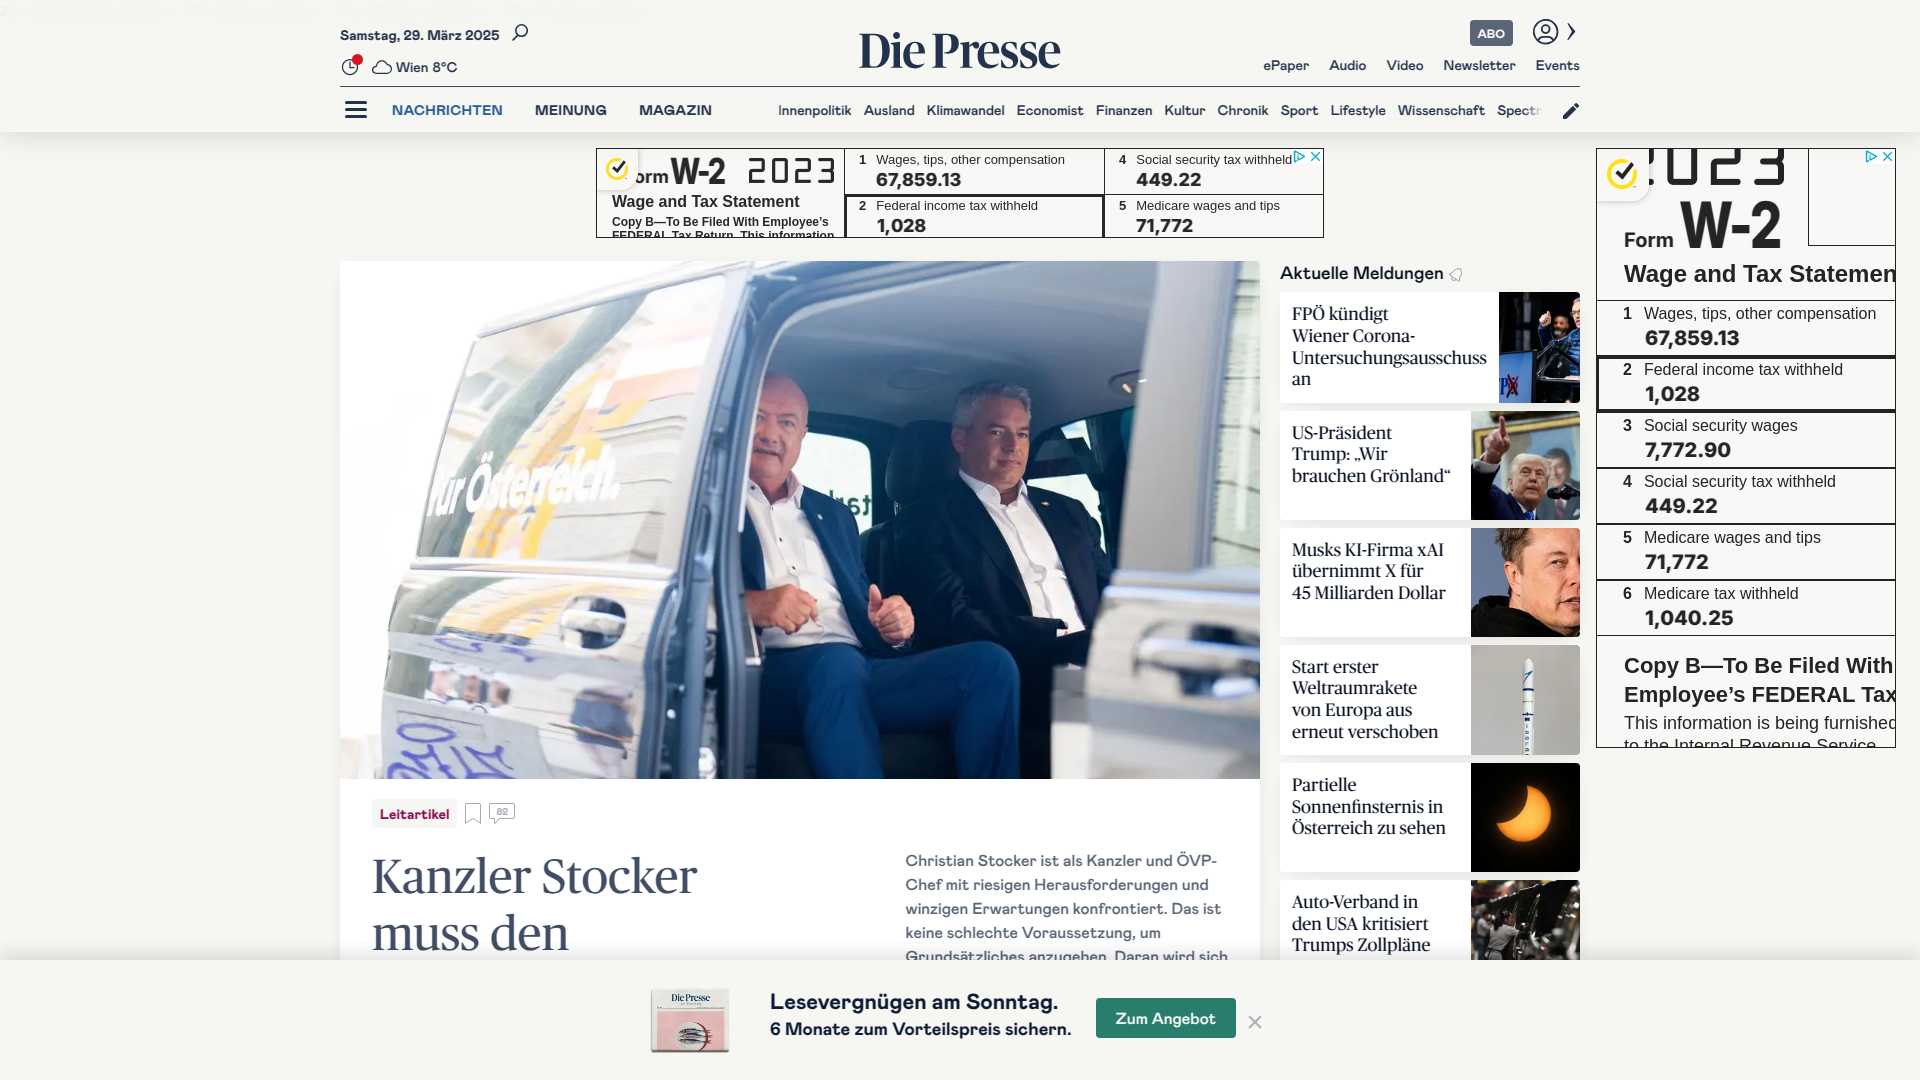 Samstag, 29. März 2025
Wien 8°C
Die Presse
ABO
ePaper Audio Video Newsletter Events
NACHRICHTEN MEINUNG MAGAZIN
Innenpolitik Ausland Klimawandel Economist Finanzen Kultur Chronik Sport Lifestyle Wissenschaft Spectr
orm W-2 2023
Wage and Tax Statement
Copy B—To Be Filed With Employee’s
FEDERAL Tax Return. This information
1 Wages, tips, other compensation
67,859.13
2 Federal income tax withheld
1,028
4 Social security tax withheld
449.22
5 Medicare wages and tips
71,772
für Österreich.
Aktuelle Meldungen
FPÖ kündigt
Wiener Corona-
Untersuchungsausschuss
an
US-Präsident
Trump: „Wir
brauchen Grönland“
Musks KI-Firma xAI
übernimmt X für
45 Milliarden Dollar
Start erster
Weltraumrakete
von Europa aus
erneut verschoben
Partielle
Sonnenfinsternis in
Österreich zu sehen
Auto-Verband in
den USA kritisiert
Trumps Zollpläne
2023
Form W-2
Wage and Tax Statemen
1 Wages, tips, other compensation
67,859.13
2 Federal income tax withheld
1,028
3 Social security wages
7,772.90
4 Social security tax withheld
449.22
5 Medicare wages and tips
71,772
6 Medicare tax withheld
1,040.25
Copy B—To Be Filed With
Employee’s FEDERAL Tax
This information is being furnished
to the Internal Revenue Service
Leitartikel
82
Kanzler Stocker
muss den
Christian Stocker ist als Kanzler und ÖVP-
Chef mit riesigen Herausforderungen und
winzigen Erwartungen konfrontiert. Das ist
keine schlechte Voraussetzung, um
Grundsätzliches anzugehen. Daran wird sich
Die Presse
Lesevergnügen am Sonntag.
6 Monate zum Vorteilspreis sichern.
Zum Angebot